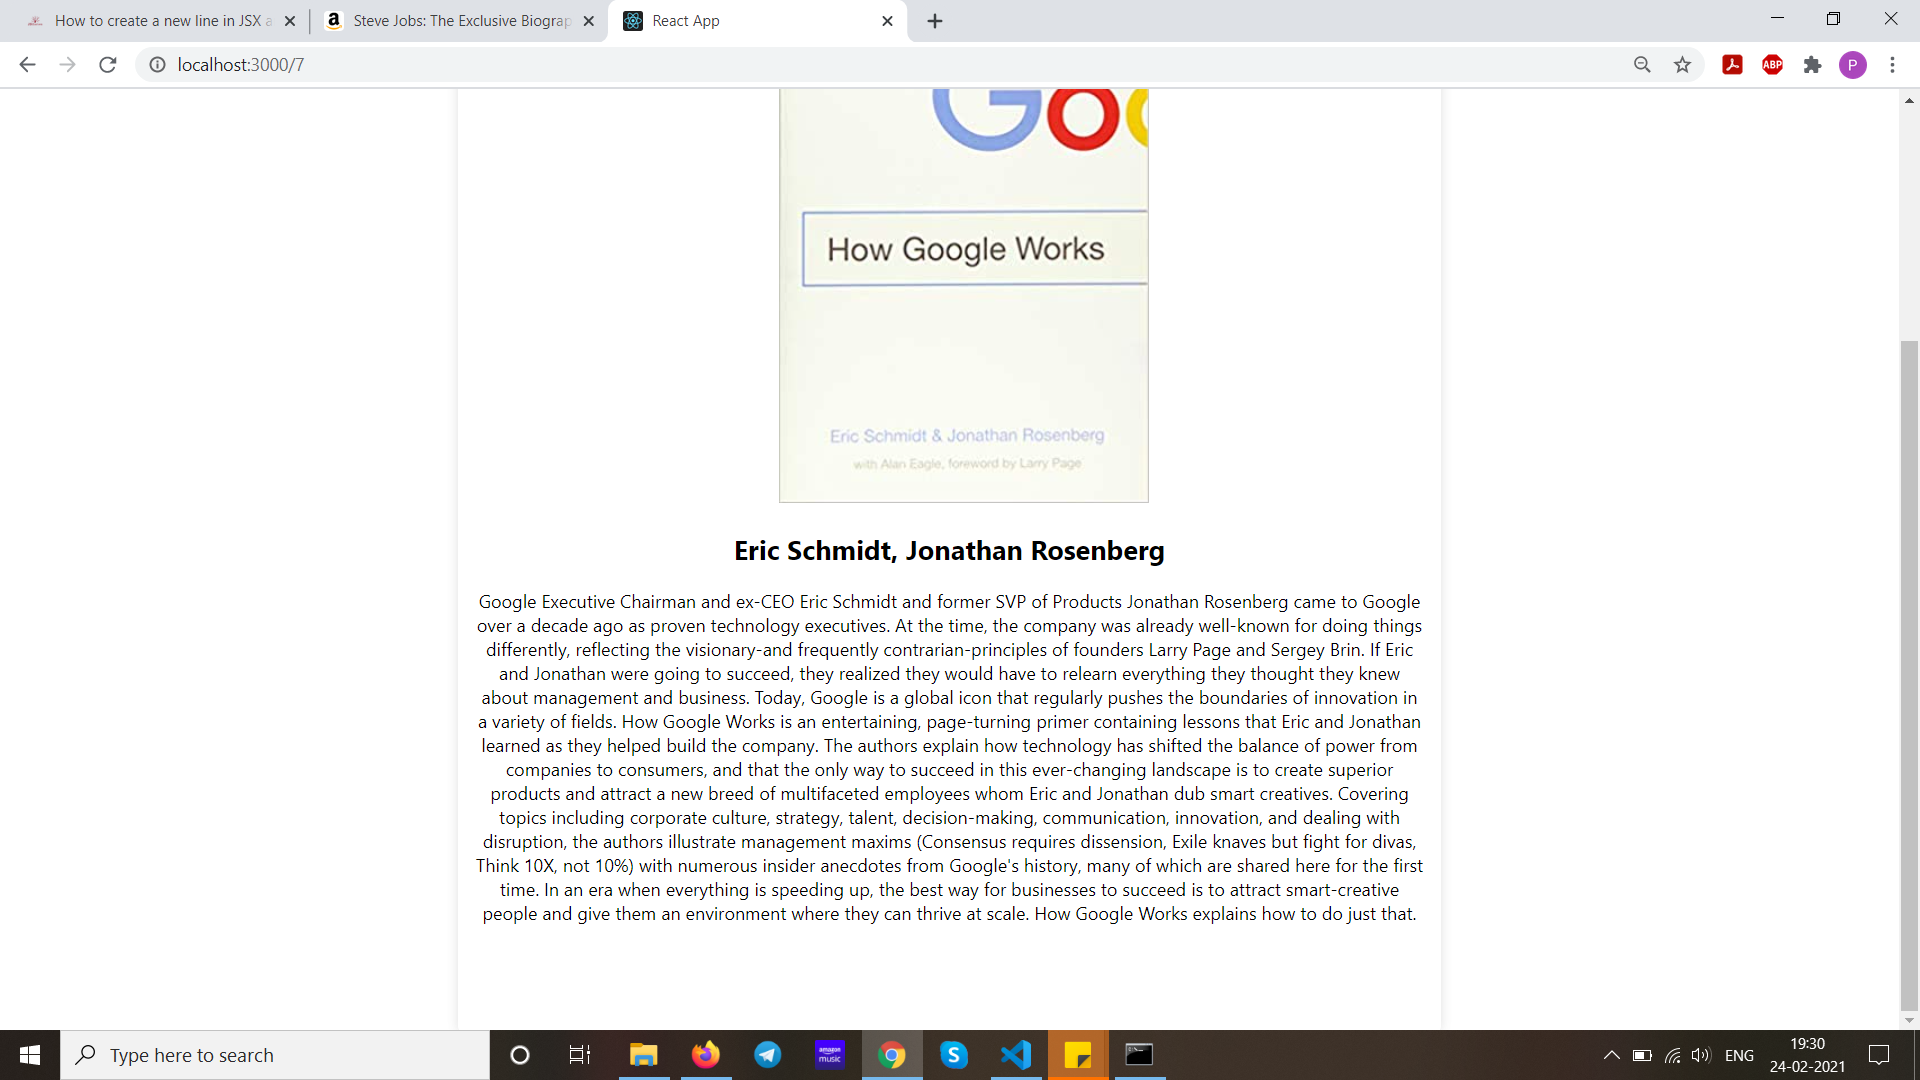 How to create a new line in JSX a
Steve Jobs: The Exclusive Biograp
React App
localhost:3000/7
ABP
P
Goo
How Google Works
Eric Schmidt & Jonathan Rosenberg
with Alan Eagle, foreword by Larry Page
Eric Schmidt, Jonathan Rosenberg
Google Executive Chairman and ex-CEO Eric Schmidt and former SVP of Products Jonathan Rosenberg came to Google
over a decade ago as proven technology executives. At the time, the company was already well-known for doing things
differently, reflecting the visionary-and frequently contrarian-principles of founders Larry Page and Sergey Brin. If Eric
and Jonathan were going to succeed, they realized they would have to relearn everything they thought they knew
about management and business. Today, Google is a global icon that regularly pushes the boundaries of innovation in
a variety of fields. How Google Works is an entertaining, page-turning primer containing lessons that Eric and Jonathan
learned as they helped build the company. The authors explain how technology has shifted the balance of power from
companies to consumers, and that the only way to succeed in this ever-changing landscape is to create superior
products and attract a new breed of multifaceted employees whom Eric and Jonathan dub smart creatives. Covering
topics including corporate culture, strategy, talent, decision-making, communication, innovation, and dealing with
disruption, the authors illustrate management maxims (Consensus requires dissension, Exile knaves but fight for divas,
Think 10X, not 10%) with numerous insider anecdotes from Google's history, many of which are shared here for the first
time. In an era when everything is speeding up, the best way for businesses to succeed is to attract smart-creative
people and give them an environment where they can thrive at scale. How Google Works explains how to do just that.
Type here to search
amazon music
ENG
19:30
24-02-2021